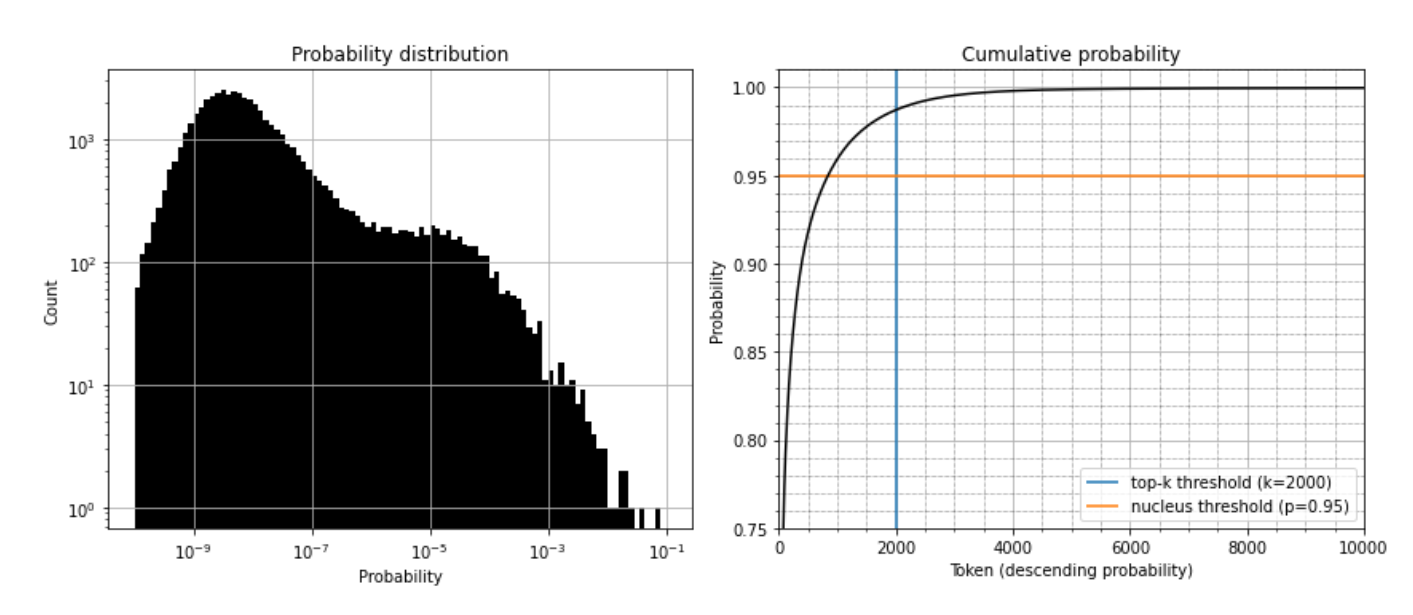 Probability distribution
Count
10³
10²
10¹
10⁰
10⁻⁹
10⁻⁷
10⁻⁵
10⁻³
10⁻¹
Probability
Cumulative probability
Probability
1.00
0.95
0.90
0.85
0.80
0.75
top-k threshold (k=2000)
nucleus threshold (p=0.95)
0
2000
4000
6000
8000
10000
Token (descending probability)